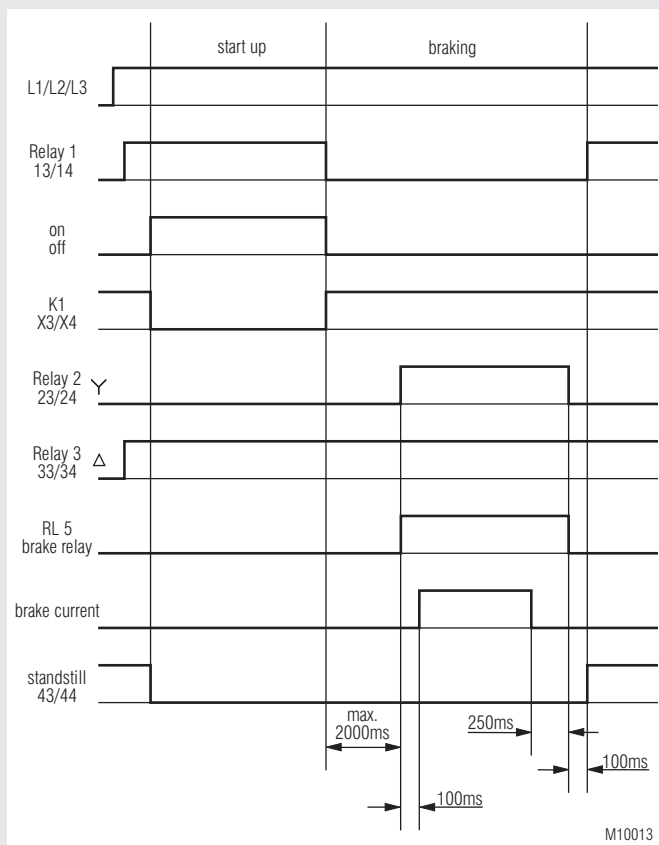 start up
braking
L1/L2/L3
Relay 1
13/14
on
off
K1
X3/X4
Relay 2
23/24
Relay 3 Δ
33/34
RL 5
brake relay
brake current
standstill
43/44
max.
2000ms
250ms
100ms
100ms
M10013